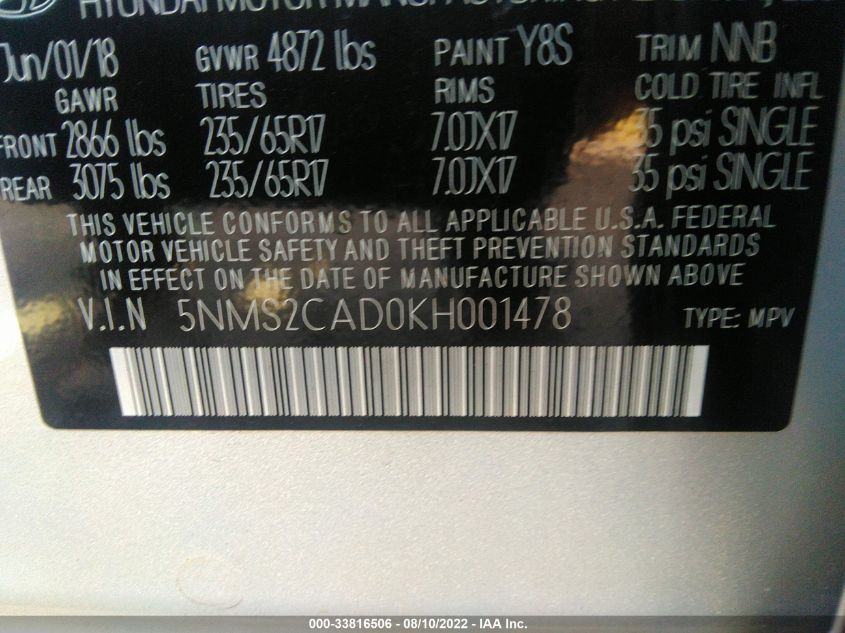 HYUNDAI MOTOR
Jun/01/18 GVWR 4872 lbs PAINT Y8S TRIM NNB
GAWR TIRES RIMS COLD TIRE INFL
FRONT 2866 lbs 235/65R17 7.0JX17 35 psi SINGLE
REAR 3075 lbs 235/65R17 7.0JX17 35 psi SINGLE
THIS VEHICLE CONFORMS TO ALL APPLICABLE U.S.A. FEDERAL
MOTOR VEHICLE SAFETY AND THEFT PREVENTION STANDARDS
IN EFFECT ON THE DATE OF MANUFACTURE SHOWN ABOVE
V.I.N 5NMS2CAD0KH001478 TYPE: MPV
000-33816506 - 08/10/2022 - IAA Inc.